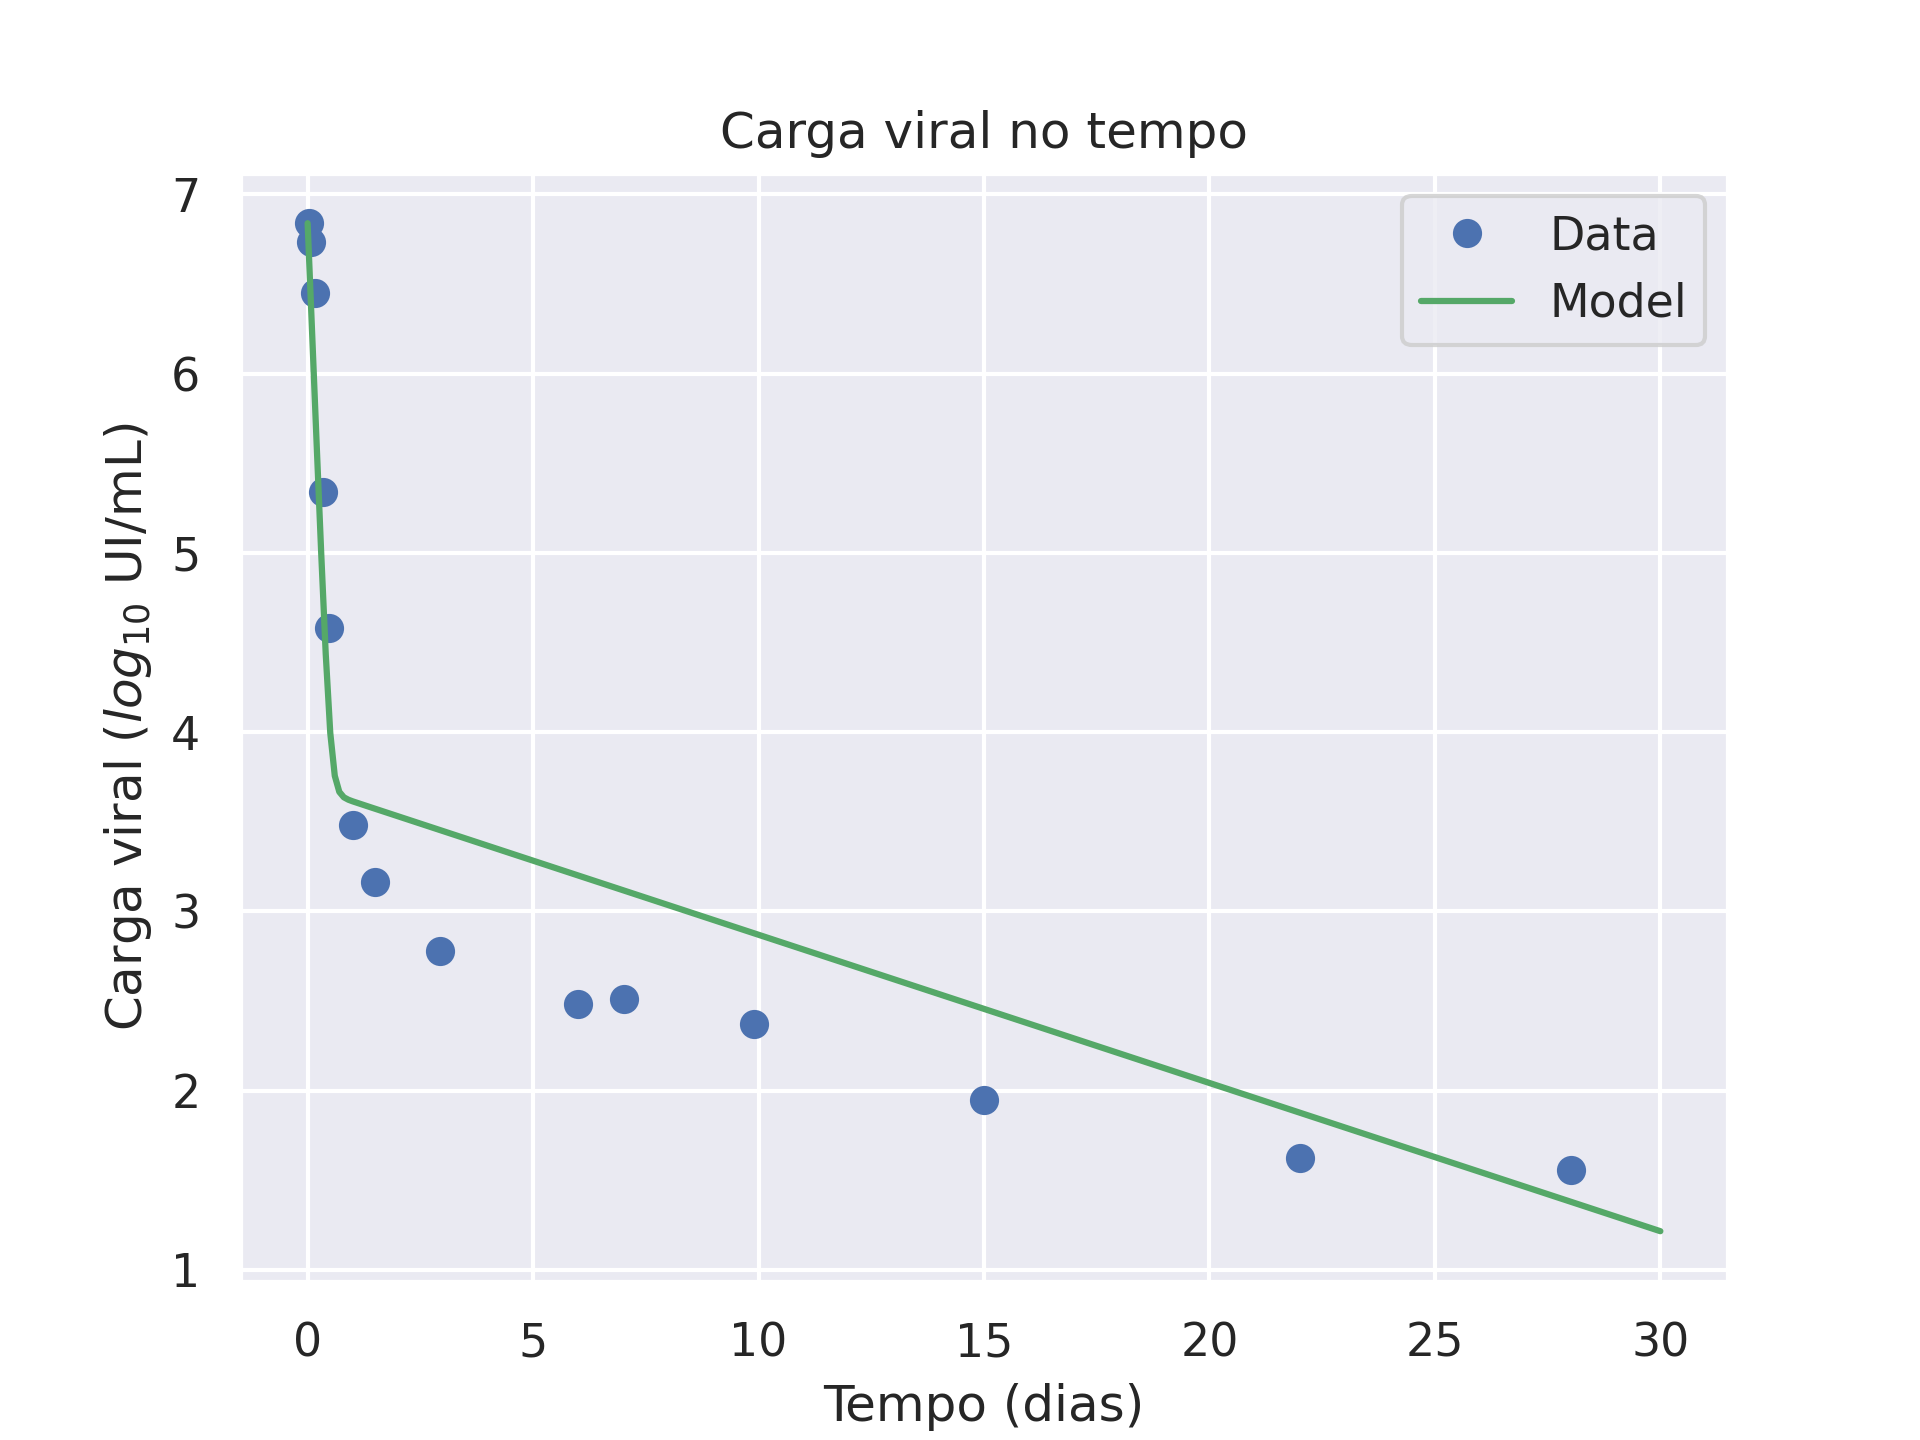 Carga viral no tempo
Data
Model
7
6
5
4
3
2
1
Carga viral (log₁₀ UI/mL)
0 5 10 15 20 25 30
Tempo (dias)